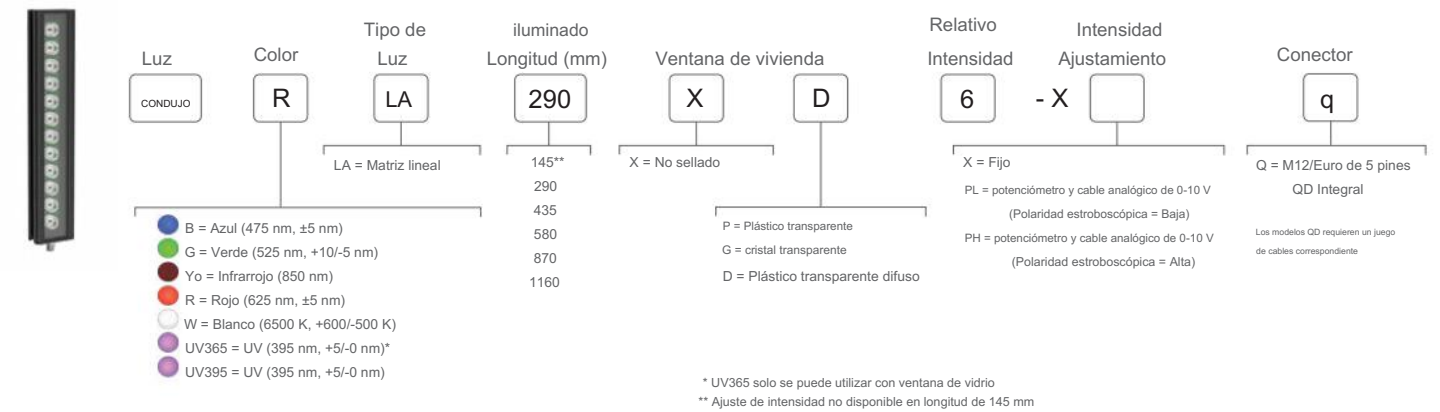 Luz
Color
Tipo de
Luz
iluminado
Longitud (mm)
Ventana de vivienda
Relativo
Intensidad
Intensidad
Ajustamiento
Conector
CONDUJO
R
LA
290
X
D
6
- X
q
LA = Matriz lineal
145**
290
435
580
870
1160
X = No sellado
X = Fijo
PL = potenciómetro y cable analógico de 0-10 V
(Polaridad estroboscópica = Baja)
PH = potenciómetro y cable analógico de 0-10 V
(Polaridad estroboscópica = Alta)
Q = M12/Euro de 5 pines
QD Integral
Los modelos QD requieren un juego
de cables correspondiente
B = Azul (475 nm, ±5 nm)
G = Verde (525 nm, +10/-5 nm)
Yo = Infrarrojo (850 nm)
R = Rojo (625 nm, ±5 nm)
W = Blanco (6500 K, +600/-500 K)
UV365 = UV (395 nm, +5/-0 nm)*
UV395 = UV (395 nm, +5/-0 nm)
P = Plástico transparente
G = cristal transparente
D = Plástico transparente difuso
* UV365 solo se puede utilizar con ventana de vidrio
** Ajuste de intensidad no disponible en longitud de 145 mm